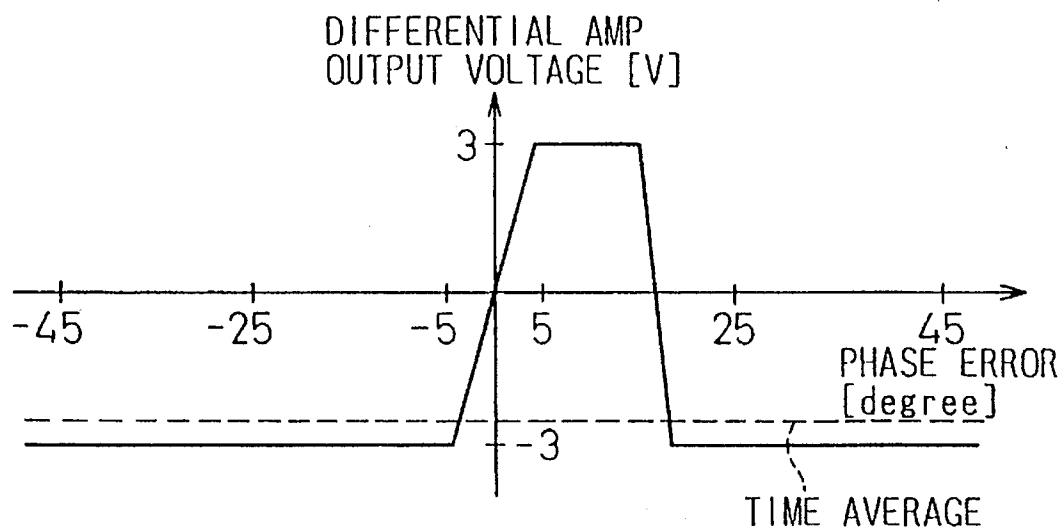 DIFFERENTIAL AMP
OUTPUT VOLTAGE [V]
3
-45 -25 -5 5 25 45
PHASE ERROR
[degree]
-3
TIME AVERAGE